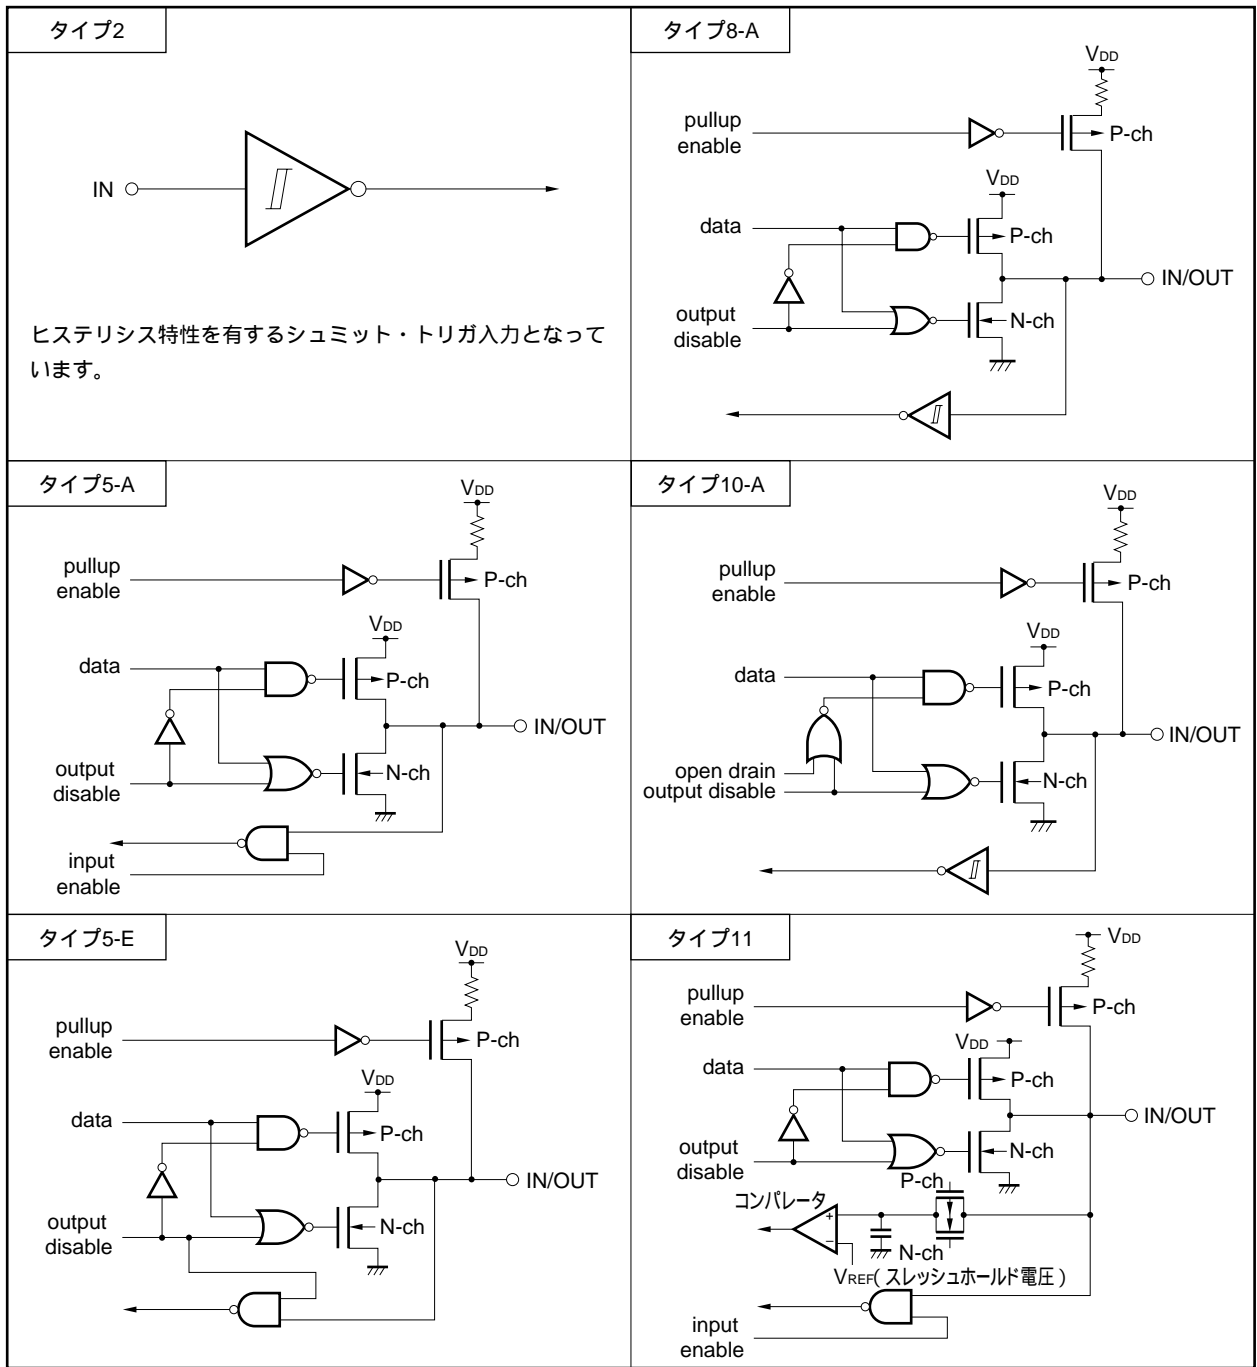 タイプ2
IN
ヒステリシス特性を有するシュミット・トリガ入力となって
います。
タイプ8-A
VDD
pullup
enable
P-ch
VDD
data
P-ch
IN/OUT
output
disable
N-ch
タイプ5-A
VDD
pullup
enable
P-ch
VDD
data
P-ch
IN/OUT
output
disable
N-ch
input
enable
タイプ10-A
VDD
pullup
enable
P-ch
VDD
data
P-ch
IN/OUT
open drain
output disable
N-ch
タイプ5-E
VDD
pullup
enable
P-ch
VDD
data
P-ch
IN/OUT
output
disable
N-ch
タイプ11
VDD
pullup
enable
P-ch
VDD
data
P-ch
IN/OUT
output
disable
N-ch
P-ch
コンパレータ
+
−
N-ch
VREF(スレッシュホールド電圧)
input
enable